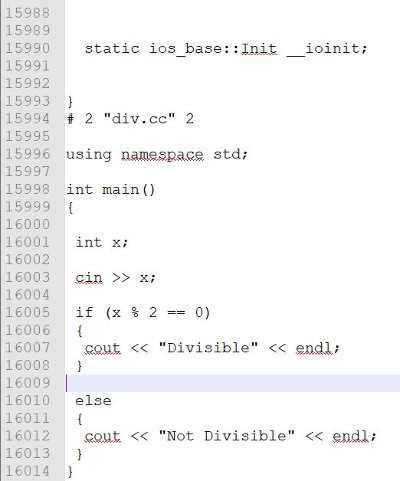 15988
15989
15990 static ios_base::Init __ioinit;
15991
15992
15993 }
15994 # 2 "div.cc" 2
15995
15996 using namespace std;
15997
15998 int main()
15999 {
16000
16001 int x;
16002
16003 cin >> x;
16004
16005 if (x % 2 == 0)
16006 {
16007 cout << "Divisible" << endl;
16008 }
16009
16010 else
16011 {
16012 cout << "Not Divisible" << endl;
16013 }
16014 }